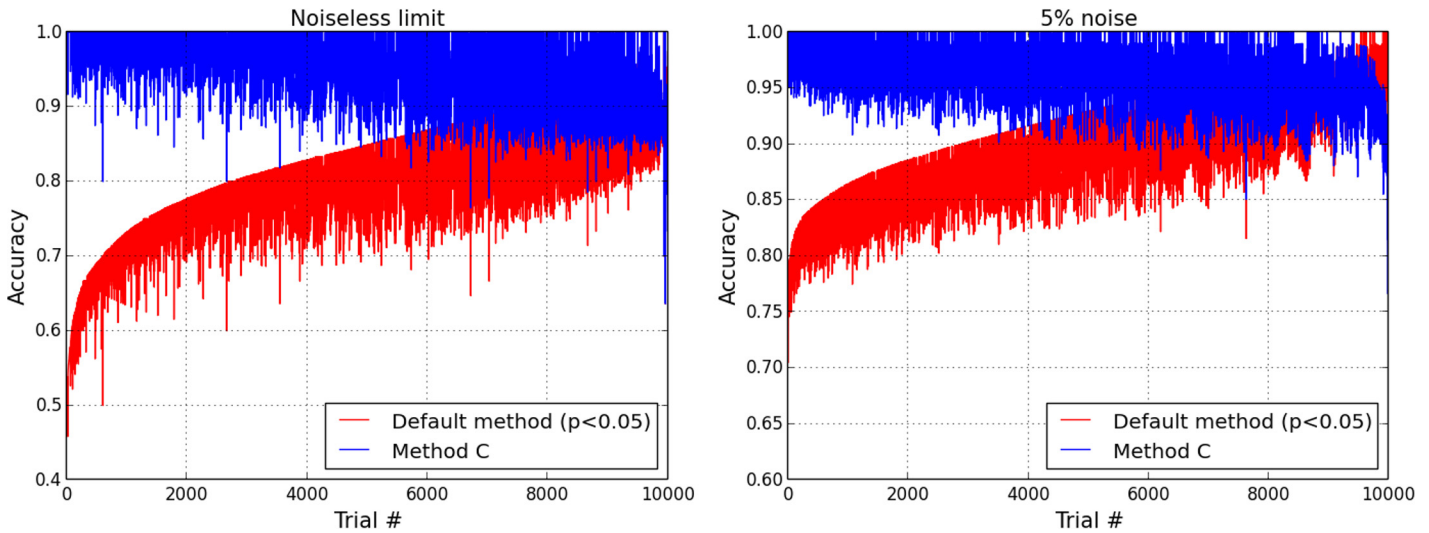 Noiseless limit
1.0
0.9
0.8
0.7
0.6
0.5
0.4
Accuracy
0
2000
4000
6000
8000
10000
Trial #
Default method (p<0.05)
Method C
5% noise
1.00
0.95
0.90
0.85
0.80
0.75
0.70
0.65
0.60
Accuracy
0
2000
4000
6000
8000
10000
Trial #
Default method (p<0.05)
Method C